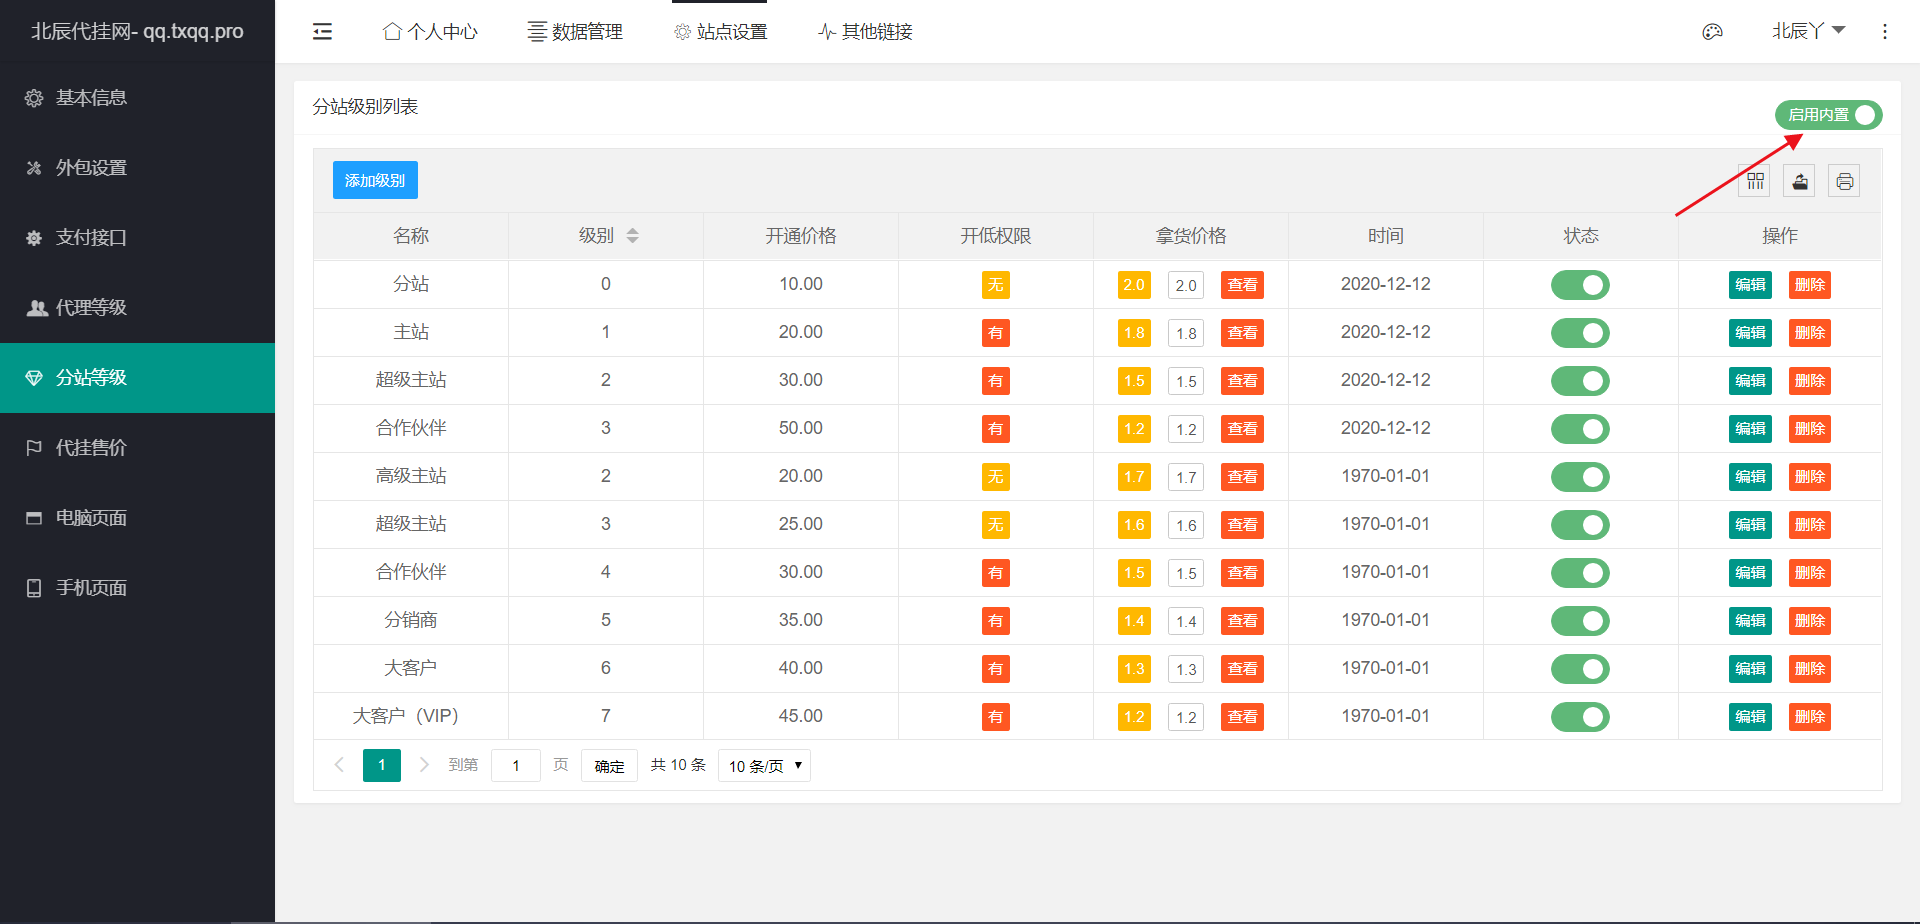 北辰代挂网- qq.txqq.pro
个人中心 数据管理 站点设置 其他链接 北辰丫
基本信息
外包设置
支付接口
代理等级
分站等级
代挂售价
电脑页面
手机页面
分站级别列表
启用内置
添加级别
名称 级别 开通价格 开低权限 拿货价格 时间 状态 操作
分站 0 10.00 无 2.0 2.0 查看 2020-12-12 编辑 删除
主站 1 20.00 有 1.8 1.8 查看 2020-12-12 编辑 删除
超级主站 2 30.00 有 1.5 1.5 查看 2020-12-12 编辑 删除
合作伙伴 3 50.00 有 1.2 1.2 查看 2020-12-12 编辑 删除
高级主站 2 20.00 无 1.7 1.7 查看 1970-01-01 编辑 删除
超级主站 3 25.00 无 1.6 1.6 查看 1970-01-01 编辑 删除
合作伙伴 4 30.00 有 1.5 1.5 查看 1970-01-01 编辑 删除
分销商 5 35.00 有 1.4 1.4 查看 1970-01-01 编辑 删除
大客户 6 40.00 有 1.3 1.3 查看 1970-01-01 编辑 删除
大客户（VIP） 7 45.00 有 1.2 1.2 查看 1970-01-01 编辑 删除
1 到第 1 页 确定 共 10 条 10 条/页